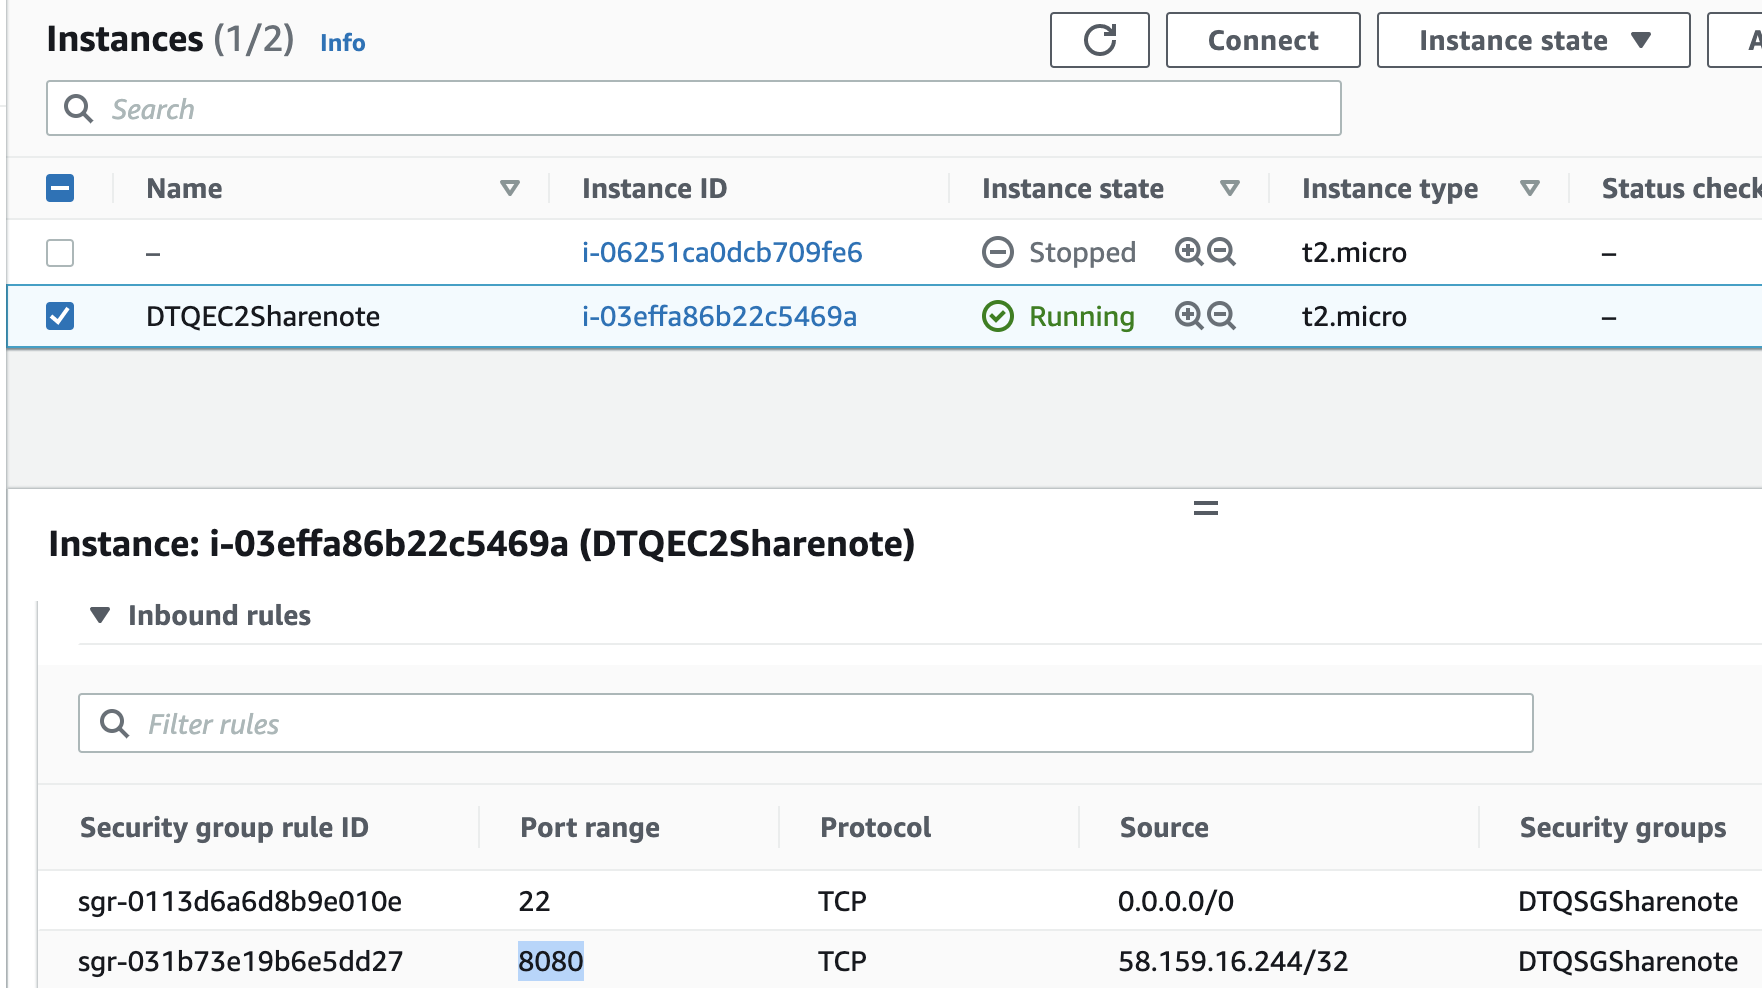 Instances (1/2) Info Connect Instance state
Search
Name Instance ID Instance state Instance type Status check
– i-06251ca0dcb709fe6 Stopped t2.micro –
DTQEC2Sharenote i-03effa86b22c5469a Running t2.micro –
Instance: i-03effa86b22c5469a (DTQEC2Sharenote)
Inbound rules
Filter rules
Security group rule ID Port range Protocol Source Security groups
sgr-0113d6a6d8b9e010e 22 TCP 0.0.0.0/0 DTQSGSharenote
sgr-031b73e19b6e5dd27 8080 TCP 58.159.16.244/32 DTQSGSharenote